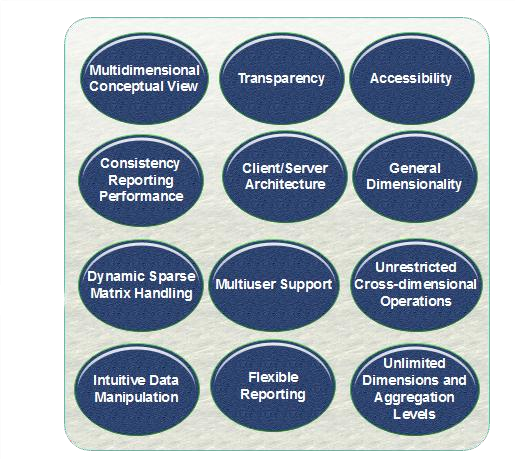 Multidimensional
Conceptual View
Transparency
Accessibility
Consistency
Reporting
Performance
Client/Server
Architecture
General
Dimensionality
Dynamic Sparse
Matrix Handling
Multiuser Support
Unrestricted
Cross-dimensional
Operations
Intuitive Data
Manipulation
Flexible
Reporting
Unlimited
Dimensions and
Aggregation
Levels